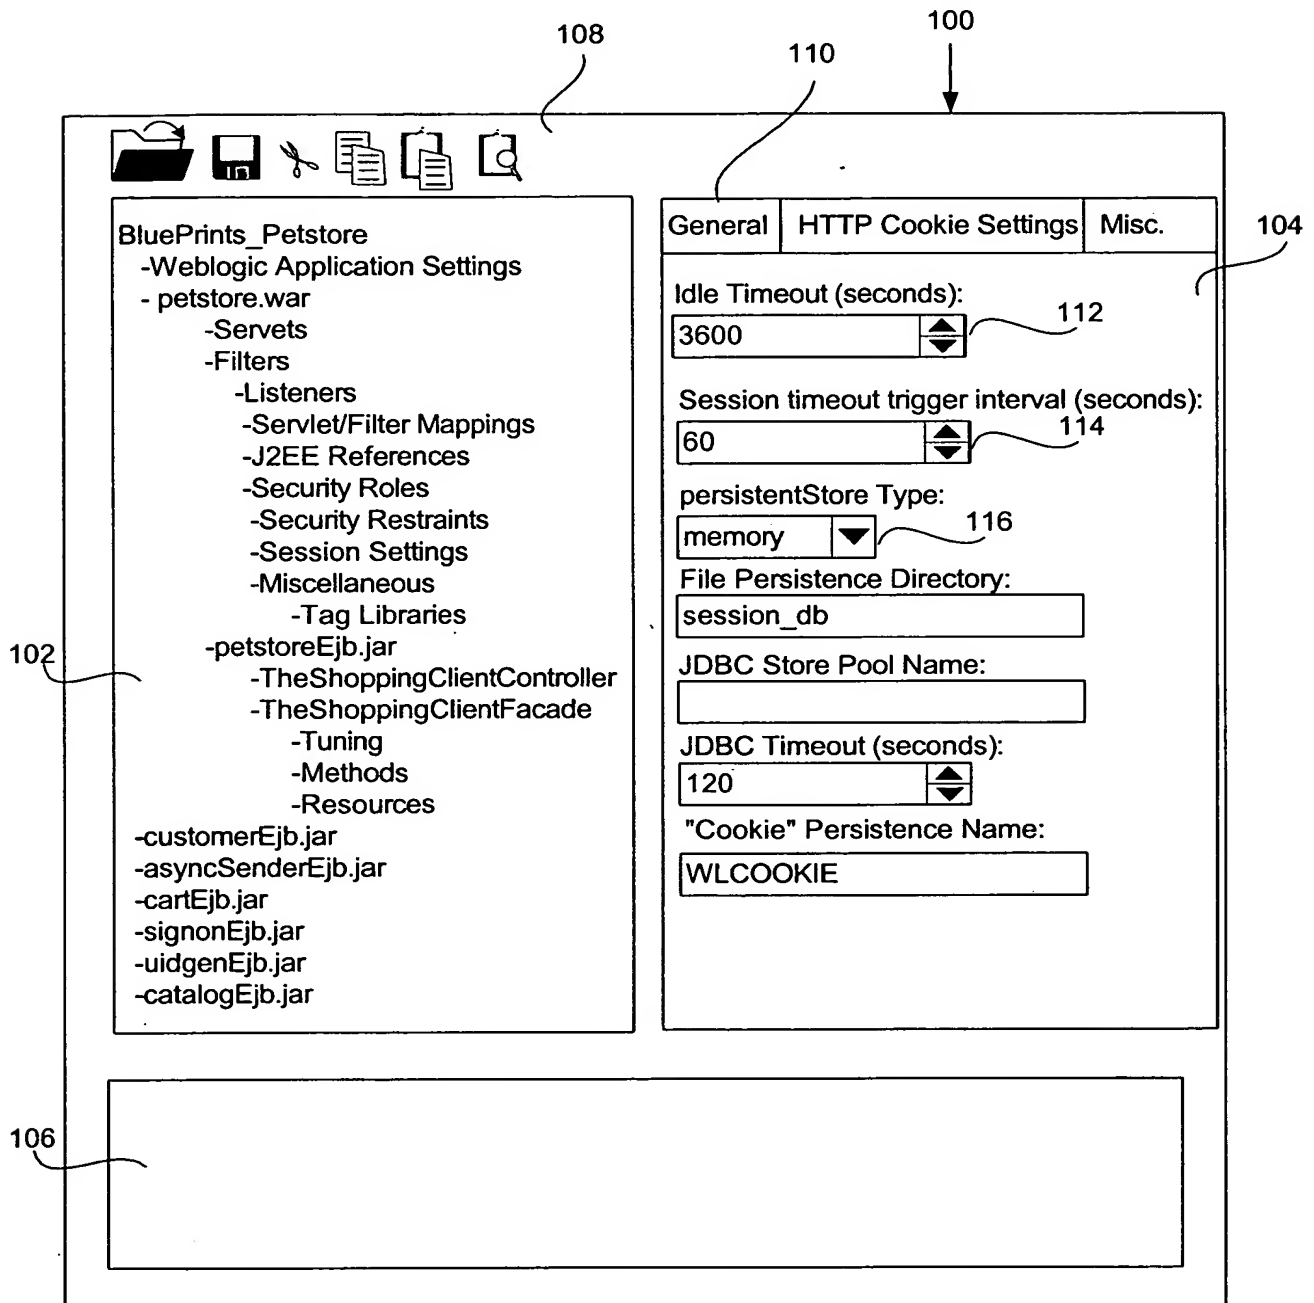 100
108
110
BluePrints_Petstore
-Weblogic Application Settings
- petstore.war
-Servets
-Filters
-Listeners
-Servlet/Filter Mappings
-J2EE References
-Security Roles
-Security Restraints
-Session Settings
-Miscellaneous
-Tag Libraries
-petstoreEjb.jar
-TheShoppingClientController
-TheShoppingClientFacade
-Tuning
-Methods
-Resources
-customerEjb.jar
-asyncSenderEjb.jar
-cartEjb.jar
-signonEjb.jar
-uidgenEjb.jar
-catalogEjb.jar
102
General HTTP Cookie Settings Misc.
104
Idle Timeout (seconds):
3600
112
Session timeout trigger interval (seconds):
60
114
persistentStore Type:
memory
116
File Persistence Directory:
session_db
JDBC Store Pool Name:
JDBC Timeout (seconds):
120
"Cookie" Persistence Name:
WLCOOKIE
106